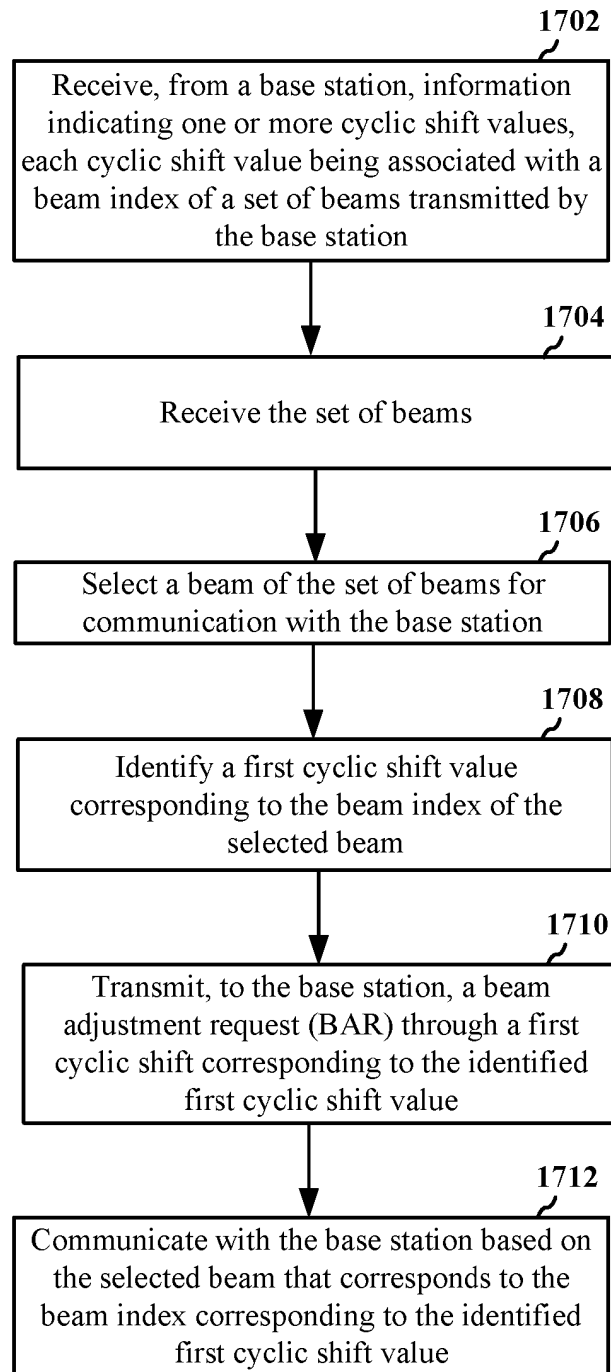 1702
Receive, from a base station, information
indicating one or more cyclic shift values,
each cyclic shift value being associated with a
beam index of a set of beams transmitted by
the base station
1704
Receive the set of beams
1706
Select a beam of the set of beams for
communication with the base station
1708
Identify a first cyclic shift value
corresponding to the beam index of the
selected beam
1710
Transmit, to the base station, a beam
adjustment request (BAR) through a first
cyclic shift corresponding to the identified
first cyclic shift value
1712
Communicate with the base station based on
the selected beam that corresponds to the
beam index corresponding to the identified
first cyclic shift value